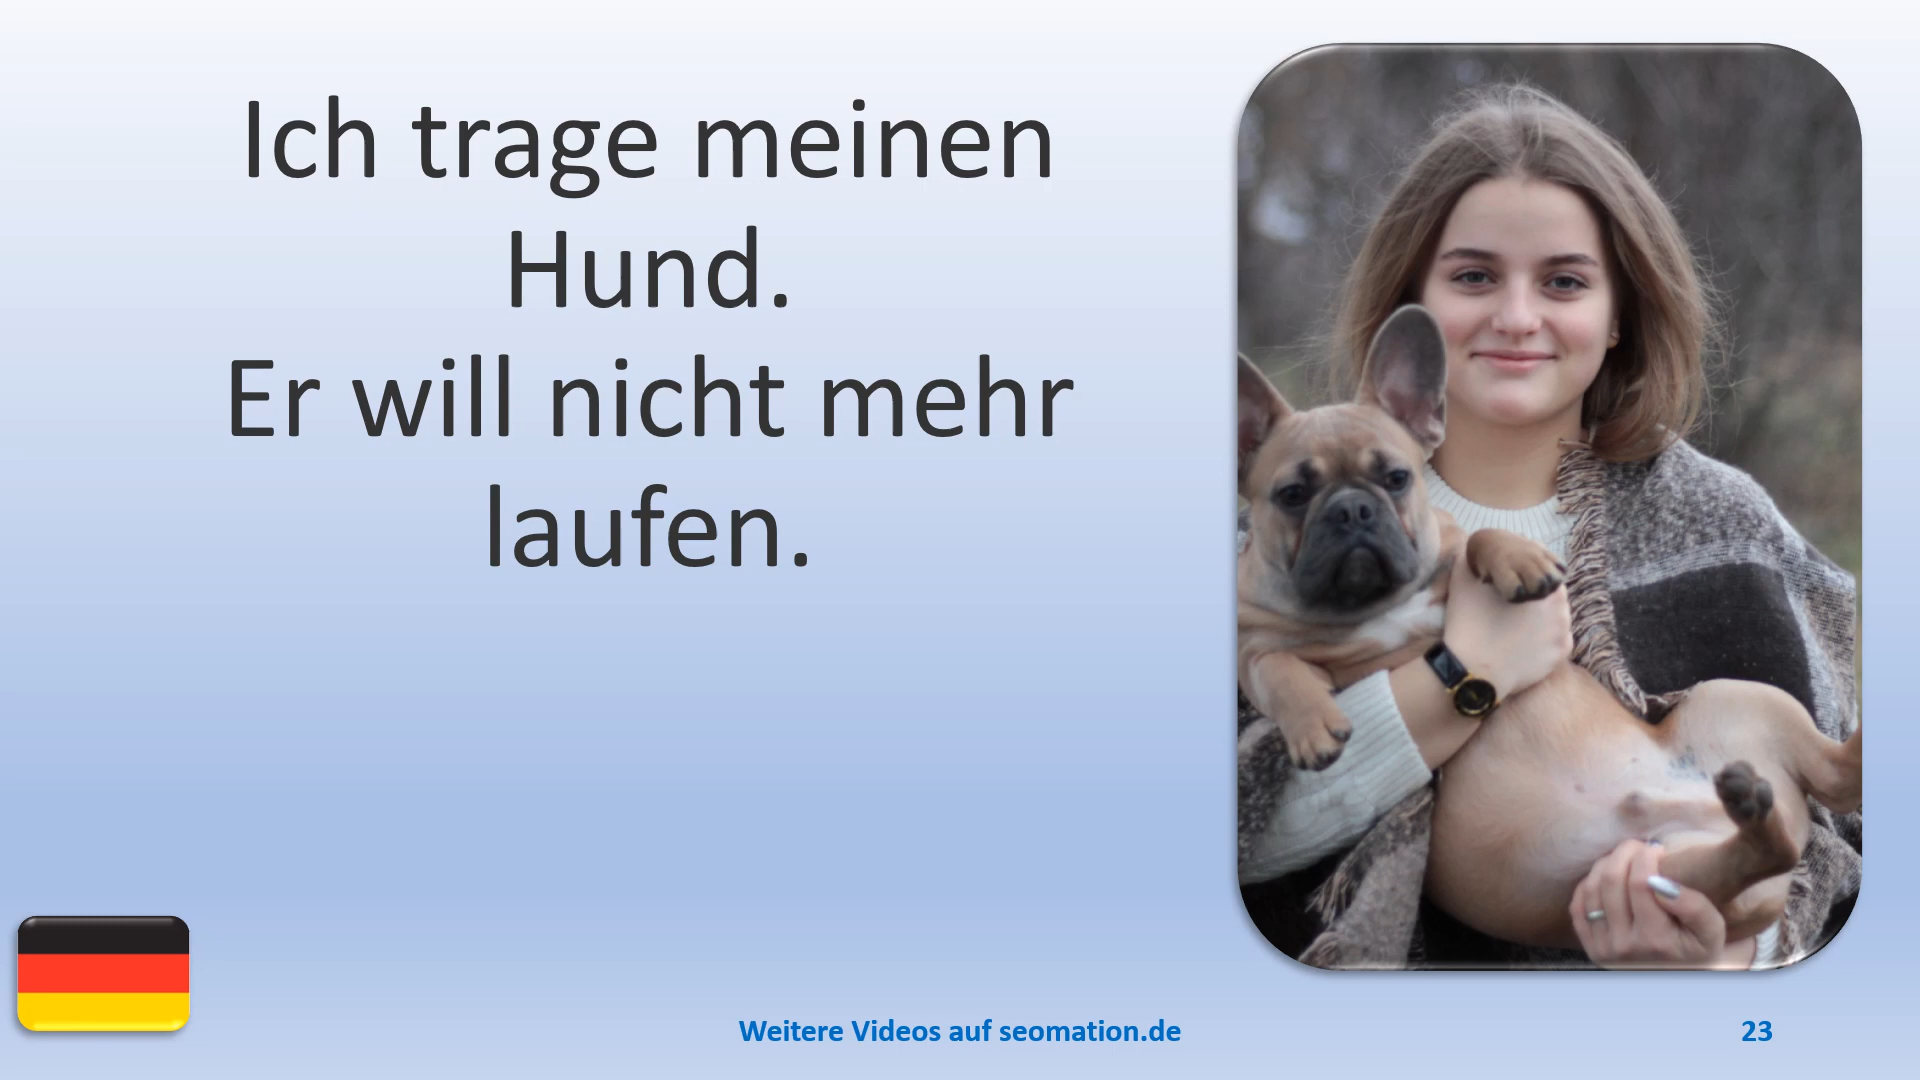 Ich trage meinen
Hund.
Er will nicht mehr
laufen.
Weitere Videos auf seomation.de
23